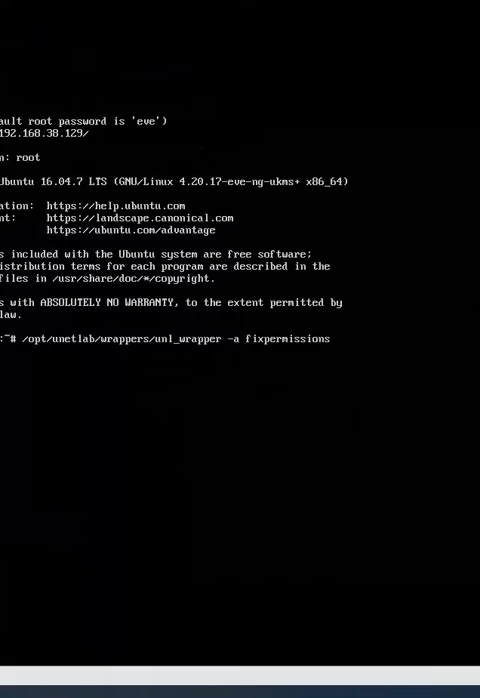 ault root password is 'eve')
192.168.38.129/
n: root
Ubuntu 16.04.7 LTS (GNU/Linux 4.20.17-eve-ng-ukms+ x86_64)
ation:  https://help.ubuntu.com
nt:     https://landscape.canonical.com
https://ubuntu.com/advantage
s included with the Ubuntu system are free software;
istribution terms for each program are described in the
files in /usr/share/doc/*/copyright.
s with ABSOLUTELY NO WARRANTY, to the extent permitted by
law.
:~# /opt/unetlab/wrappers/unl_wrapper -a fixpermissions